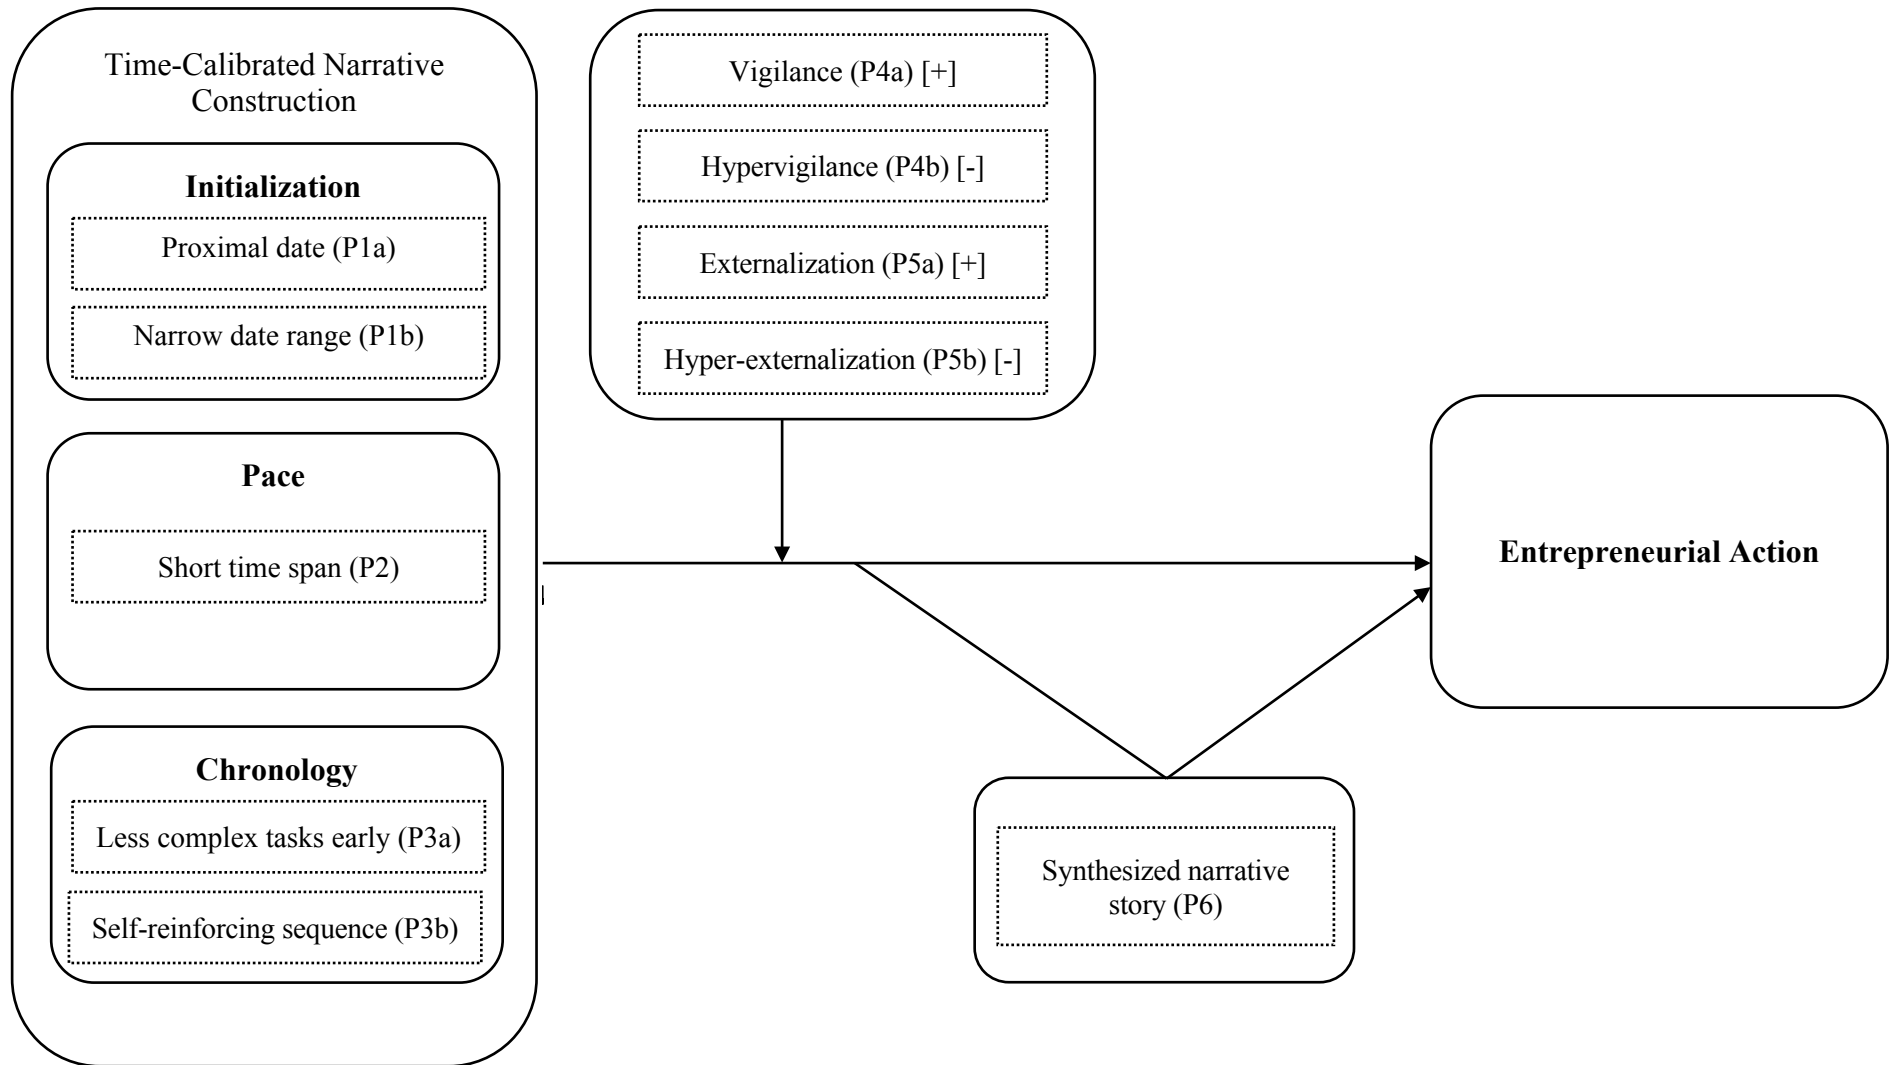 Time-Calibrated Narrative
Construction
Initialization
Proximal date (P1a)
Narrow date range (P1b)
Pace
Short time span (P2)
Chronology
Less complex tasks early (P3a)
Self-reinforcing sequence (P3b)
Vigilance (P4a) [+]
Hypervigilance (P4b) [-]
Externalization (P5a) [+]
Hyper-externalization (P5b) [-]
Synthesized narrative
story (P6)
Entrepreneurial Action